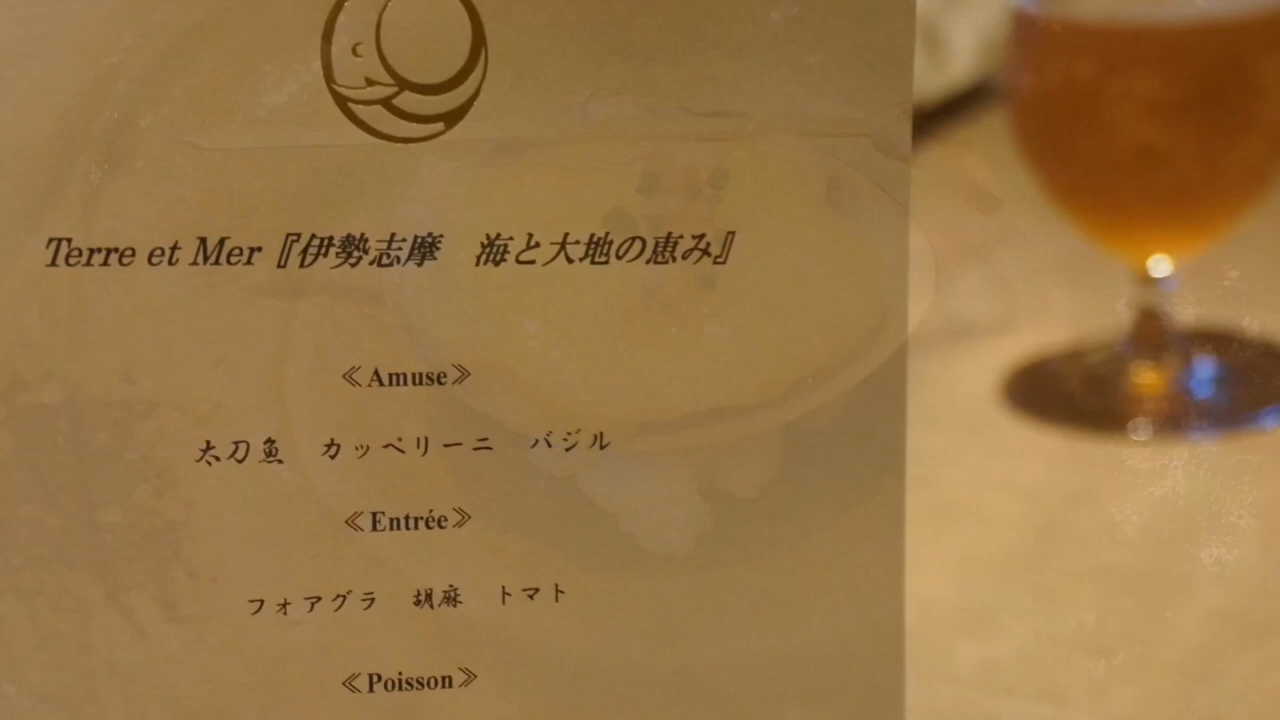 Terre et Mer『伊勢志摩　海と大地の恵み』
≪Amuse≫
太刀魚　カッペリーニ　バジル
≪Entrée≫
フォアグラ　胡麻　トマト
≪Poisson≫